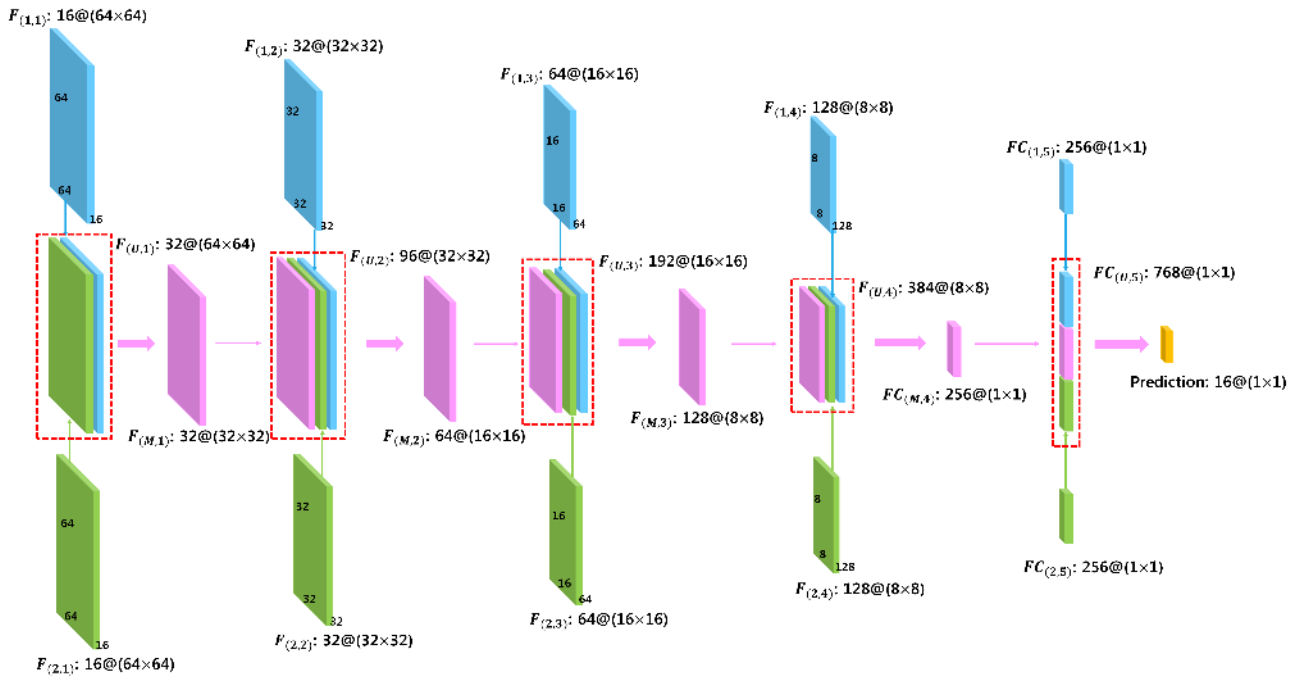 F(1,1): 16@(64×64)
64
64
16
F(1,2): 32@(32×32)
32
32
32
F(1,3): 64@(16×16)
16
16
64
F(1,4): 128@(8×8)
8
8
128
FC(1,5): 256@(1×1)
F(U,1): 32@(64×64)
F(U,2): 96@(32×32)
F(U,3): 192@(16×16)
F(U,4): 384@(8×8)
FC(U,5): 768@(1×1)
F(M,1): 32@(32×32)
F(M,2): 64@(16×16)
F(M,3): 128@(8×8)
FC(M,4): 256@(1×1)
Prediction: 16@(1×1)
64
64
16
F(2,1): 16@(64×64)
32
32
32
F(2,2): 32@(32×32)
16
16
64
F(2,3): 64@(16×16)
8
8
128
F(2,4): 128@(8×8)
FC(2,5): 256@(1×1)